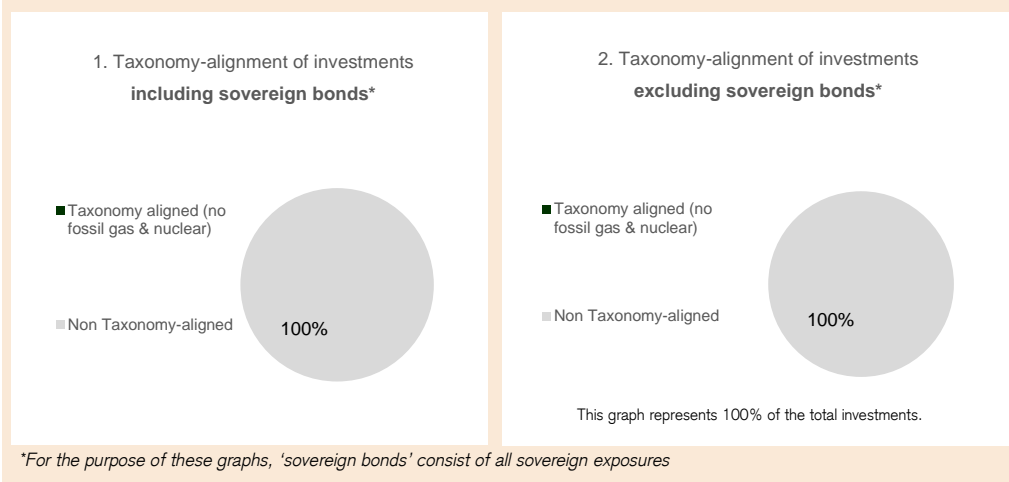 1. Taxonomy-alignment of investments
including sovereign bonds*
Taxonomy aligned (no
fossil gas & nuclear)
Non Taxonomy-aligned
100%
2. Taxonomy-alignment of investments
excluding sovereign bonds*
Taxonomy aligned (no
fossil gas & nuclear)
Non Taxonomy-aligned
100%
This graph represents 100% of the total investments.
*For the purpose of these graphs, ‘sovereign bonds’ consist of all sovereign exposures